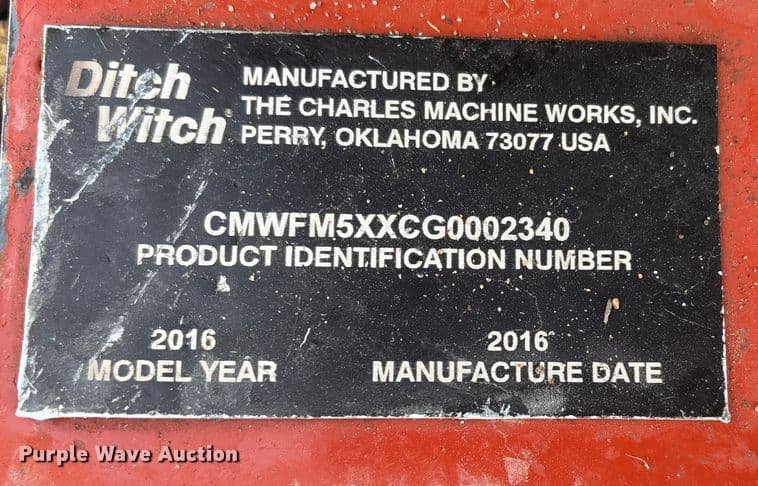 Ditch
Witch®
MANUFACTURED BY
THE CHARLES MACHINE WORKS, INC.
PERRY, OKLAHOMA 73077 USA
CMWFM5XXCG0002340
PRODUCT IDENTIFICATION NUMBER
2016
MODEL YEAR
2016
MANUFACTURE DATE
Purple Wave Auction